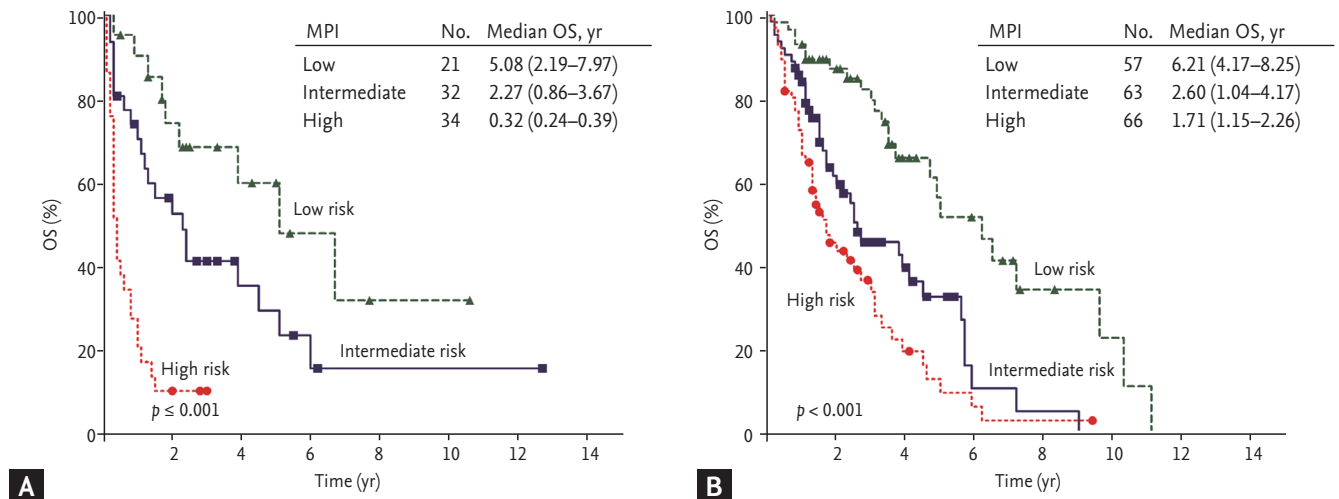 MPI No. Median OS, yr
Low 21 5.08 (2.19–7.97)
Intermediate 32 2.27 (0.86–3.67)
High 34 0.32 (0.24–0.39)
100
80
60
40
20
0
OS (%)
Low risk
Intermediate risk
High risk
p ≤ 0.001
2 4 6 8 10 12 14
Time (yr)
A
MPI No. Median OS, yr
Low 57 6.21 (4.17–8.25)
Intermediate 63 2.60 (1.04–4.17)
High 66 1.71 (1.15–2.26)
100
80
60
40
20
0
OS (%)
Low risk
High risk
Intermediate risk
p < 0.001
2 4 6 8 10 12 14
Time (yr)
B